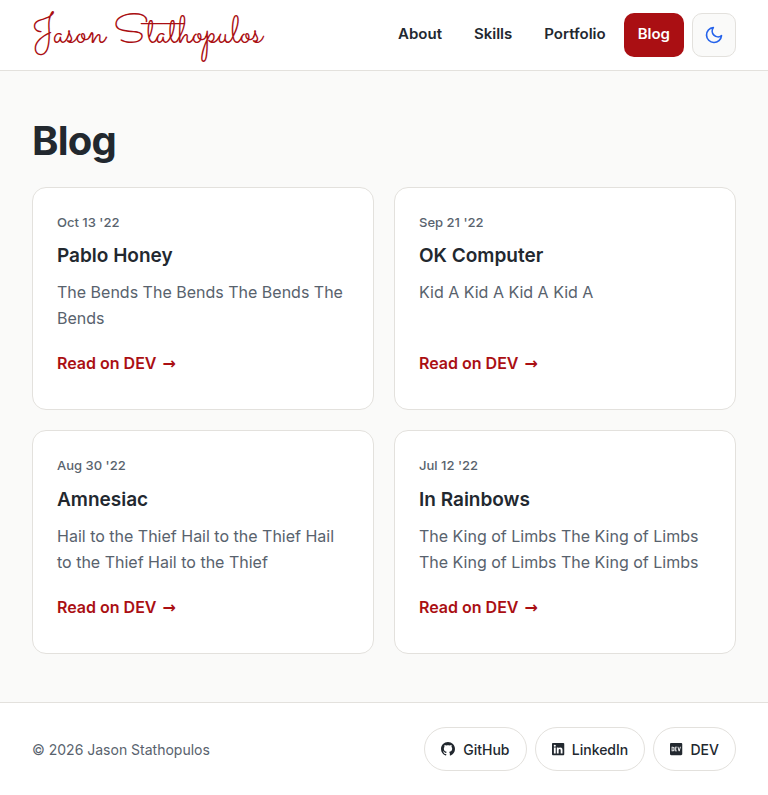 Jason Stathopulos
About
Skills
Portfolio
Blog
Blog
Oct 13 '22
Pablo Honey
The Bends The Bends The Bends The
Bends
Read on DEV →
Sep 21 '22
OK Computer
Kid A Kid A Kid A Kid A
Read on DEV →
Aug 30 '22
Amnesiac
Hail to the Thief Hail to the Thief Hail
to the Thief Hail to the Thief
Read on DEV →
Jul 12 '22
In Rainbows
The King of Limbs The King of Limbs
The King of Limbs The King of Limbs
Read on DEV →
© 2026 Jason Stathopulos
GitHub
LinkedIn
DEV